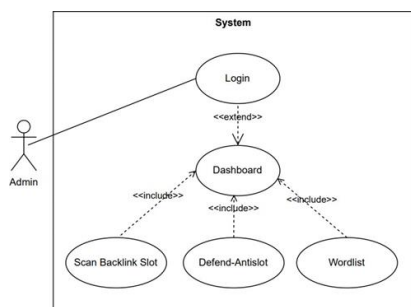 System
Login
<<extend>>
Admin
Dashboard
<<include>>
<<include>>
<<include>>
Scan Backlink Slot
Defend-Antislot
Wordlist